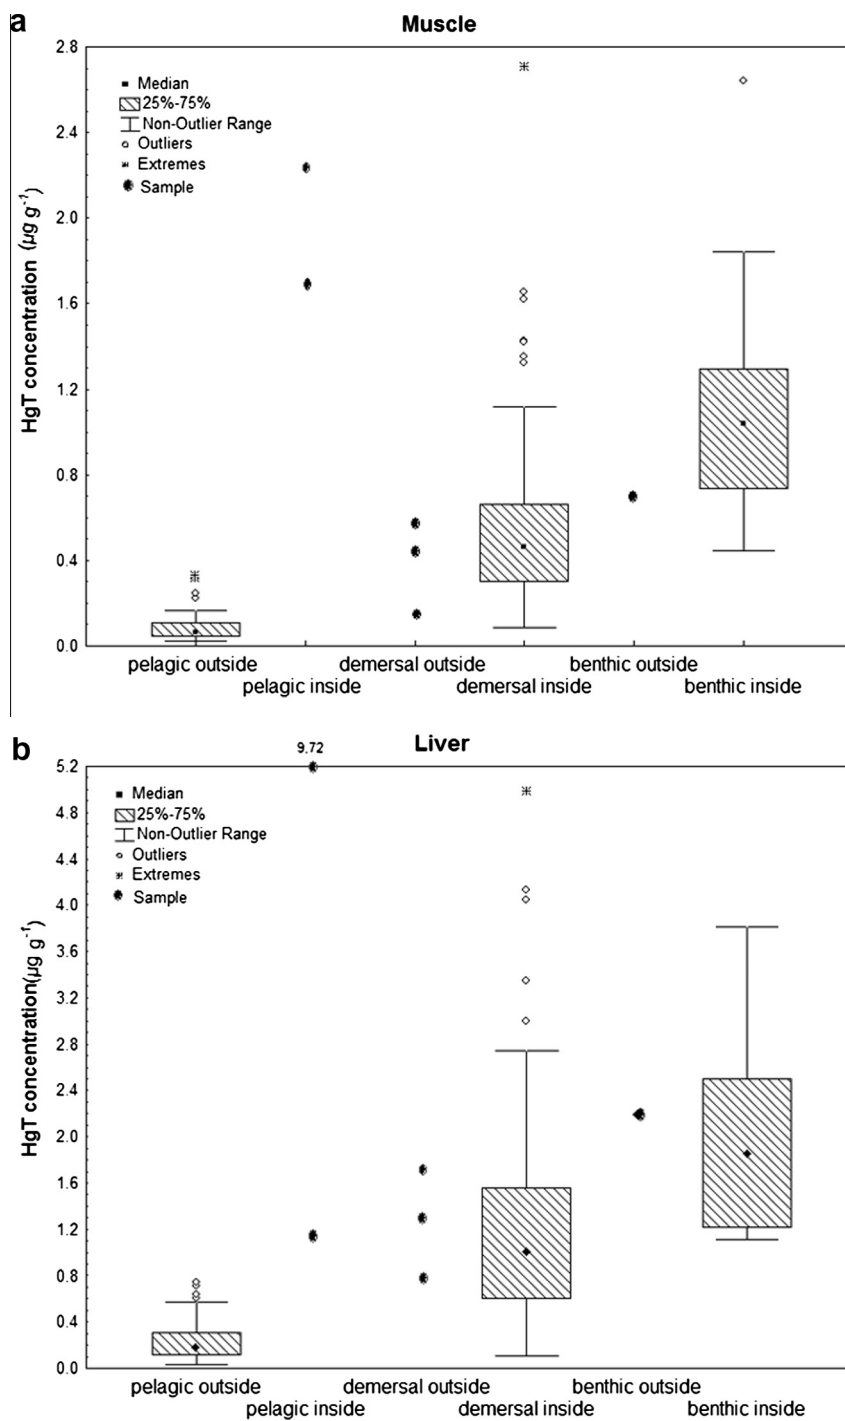 a
Muscle
2.8
2.4
2.0
1.6
1.2
0.8
0.4
0.0
HgT concentration (µg g-1)
Median
25%-75%
Non-Outlier Range
Outliers
Extremes
Sample
pelagic outside
demersal outside
benthic outside
pelagic inside
demersal inside
benthic inside
b
Liver
9.72
5.2
4.8
4.4
4.0
3.6
3.2
2.8
2.4
2.0
1.6
1.2
0.8
0.4
0.0
HgT concentration(µg g-1)
Median
25%-75%
Non-Outlier Range
Outliers
Extremes
Sample
pelagic outside
demersal outside
benthic outside
pelagic inside
demersal inside
benthic inside